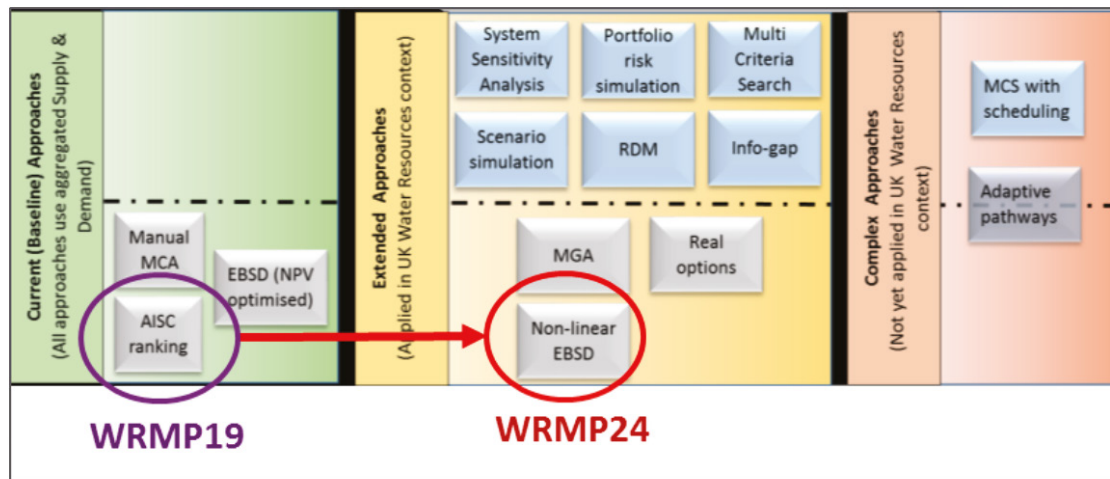 Current (Baseline) Approaches
(All approaches use aggregated Supply &
Demand)
Manual
MCA
EBSD (NPV
optimised)
AISC
ranking
WRMP19
Extended Approaches
(Applied in UK Water Resources context)
System
Sensitivity
Analysis
Portfolio
risk
simulation
Multi
Criteria
Search
Scenario
simulation
RDM
Info-gap
MGA
Real
options
Non-linear
EBSD
WRMP24
Complex Approaches
(Not yet applied in UK Water Resources
context)
MCS with
scheduling
Adaptive
pathways